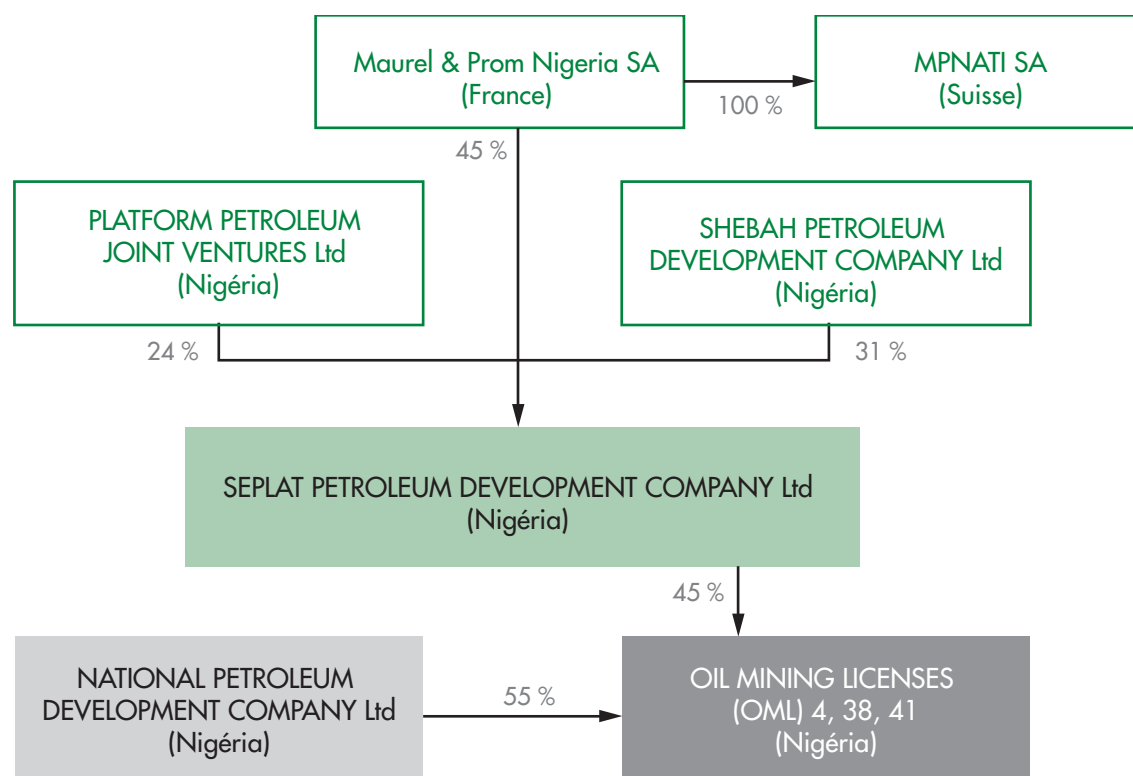 Maurel & Prom Nigeria SA
(France)
100 %
MPNATI SA
(Suisse)
45 %
PLATFORM PETROLEUM
JOINT VENTURES Ltd
(Nigéria)
SHEBAH PETROLEUM
DEVELOPMENT COMPANY Ltd
(Nigéria)
24 %
31 %
SEPLAT PETROLEUM DEVELOPMENT COMPANY Ltd
(Nigéria)
45 %
NATIONAL PETROLEUM
DEVELOPMENT COMPANY Ltd
(Nigéria)
55 %
OIL MINING LICENSES
(OML) 4, 38, 41
(Nigéria)